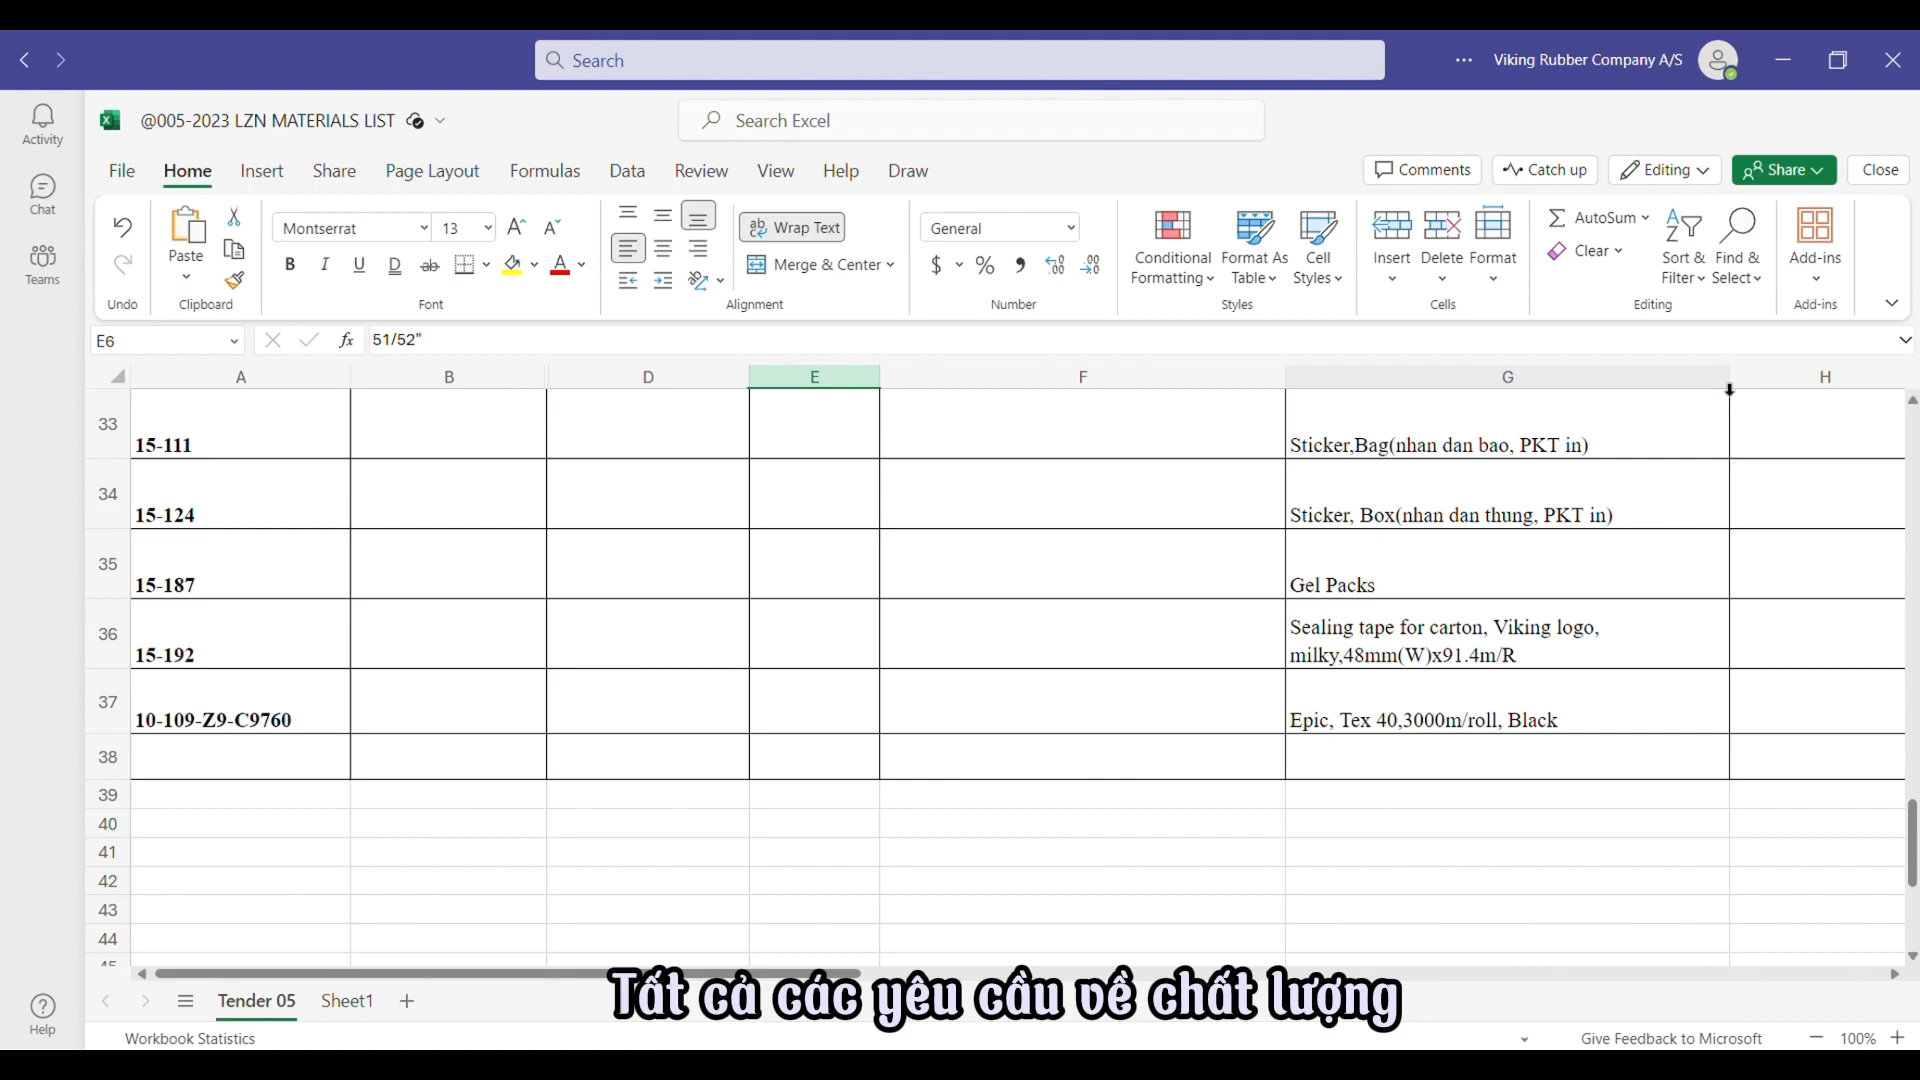 Search
Viking Rubber Company A/S
Activity
Chat
Teams
Help
@005-2023 LZN MATERIALS LIST
Search Excel
File Home Insert Share Page Layout Formulas Data Review View Help Draw
Comments Catch up Editing Share Close
Paste
Montserrat 13
Wrap Text
Merge & Center
General
Conditional Formatting
Format As Table
Cell Styles
Insert Delete Format
AutoSum
Clear
Sort & Filter
Find & Select
Add-ins
Undo Clipboard Font Alignment Number Styles Cells Editing Add-ins
E6 fx 51/52"
A B D E F G H
33 15-111 Sticker,Bag(nhan dan bao, PKT in)
34 15-124 Sticker, Box(nhan dan thung, PKT in)
35 15-187 Gel Packs
36 15-192 Sealing tape for carton, Viking logo,
milky,48mm(W)x91.4m/R
37 10-109-Z9-C9760 Epic, Tex 40,3000m/roll, Black
38
39
40
41
42
43
44
45
Tất cả các yêu cầu về chất lượng
Tender 05 Sheet1
Workbook Statistics
Give Feedback to Microsoft 100%